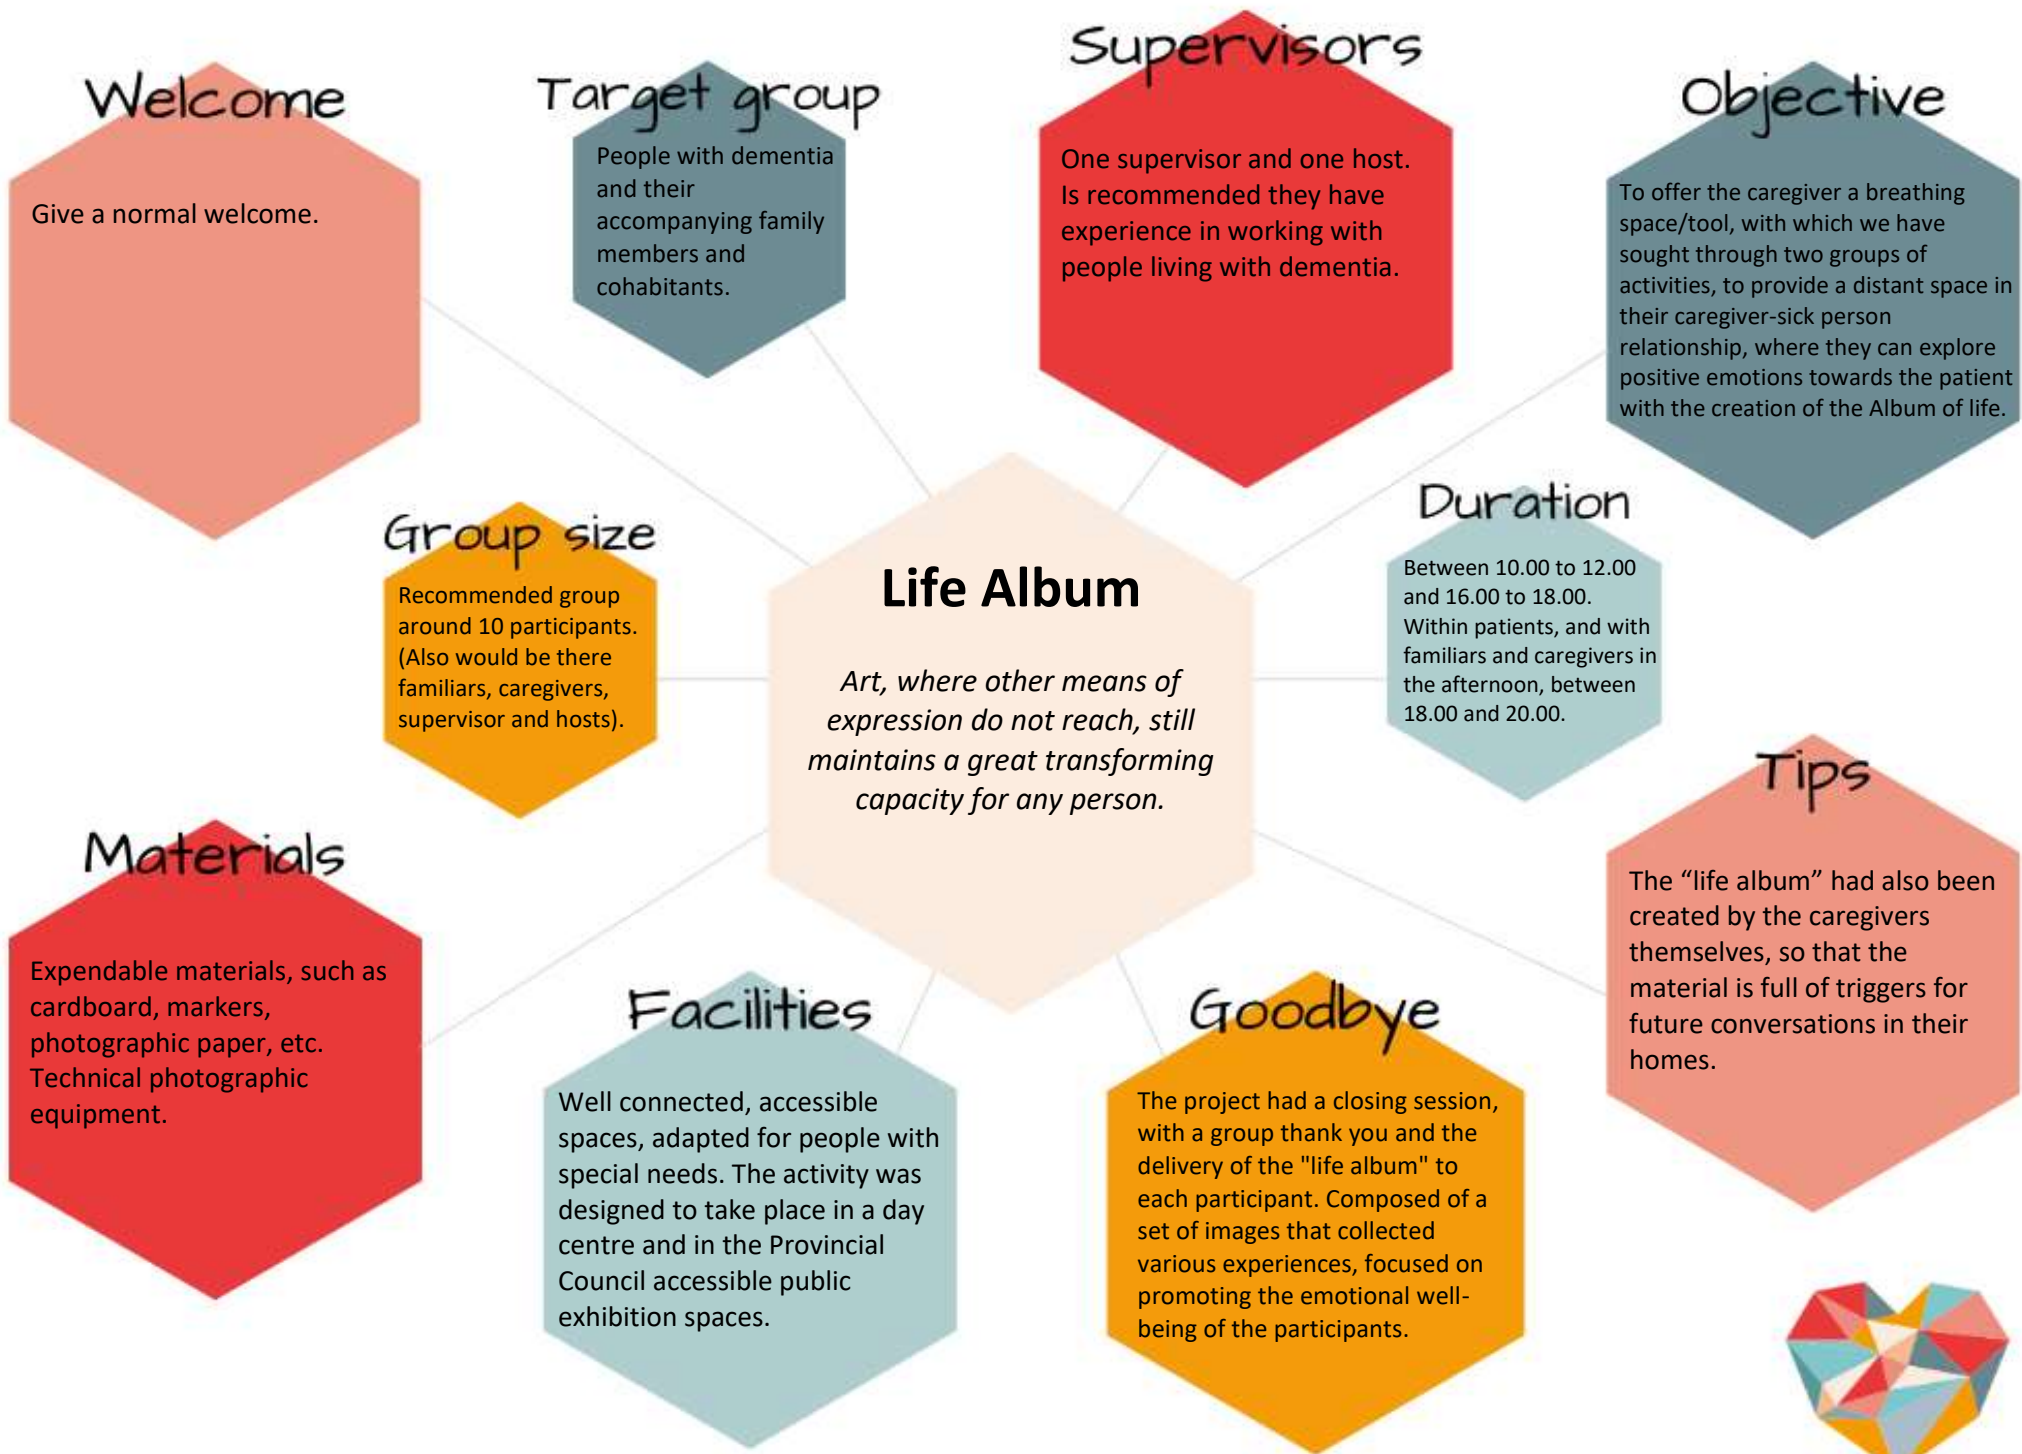 Welcome
Give a normal welcome.
Target group
People with dementia
and their
accompanying family
members and
cohabitants.
Supervisors
One supervisor and one host.
Is recommended they have
experience in working with
people living with dementia.
Objective
To offer the caregiver a breathing
space/tool, with which we have
sought through two groups of
activities, to provide a distant space in
their caregiver-sick person
relationship, where they can explore
positive emotions towards the patient
with the creation of the Album of life.
Group size
Recommended group
around 10 participants.
(Also would be there
familiars, caregivers,
supervisor and hosts).
Life Album
Art, where other means of
expression do not reach, still
maintains a great transforming
capacity for any person.
Duration
Between 10.00 to 12.00
and 16.00 to 18.00.
Within patients, and with
familiars and caregivers in
the afternoon, between
18.00 and 20.00.
Tips
The “life album” had also been
created by the caregivers
themselves, so that the
material is full of triggers for
future conversations in their
homes.
Materials
Expendable materials, such as
cardboard, markers,
photographic paper, etc.
Technical photographic
equipment.
Facilities
Well connected, accessible
spaces, adapted for people with
special needs. The activity was
designed to take place in a day
centre and in the Provincial
Council accessible public
exhibition spaces.
Goodbye
The project had a closing session,
with a group thank you and the
delivery of the "life album" to
each participant. Composed of a
set of images that collected
various experiences, focused on
promoting the emotional well-
being of the participants.